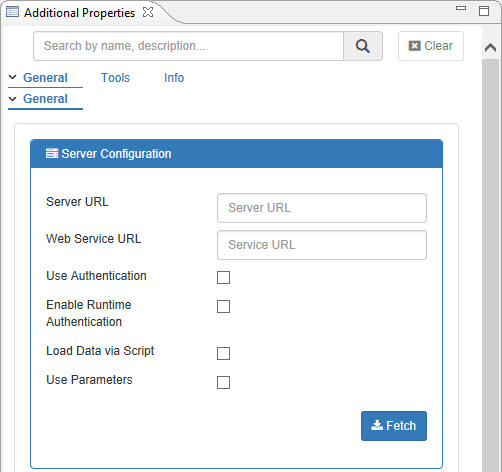 Additional Properties
Search by name, description...
Clear
General Tools Info
General
Server Configuration
Server URL Server URL
Web Service URL Service URL
Use Authentication
Enable Runtime
Authentication
Load Data via Script
Use Parameters
Fetch